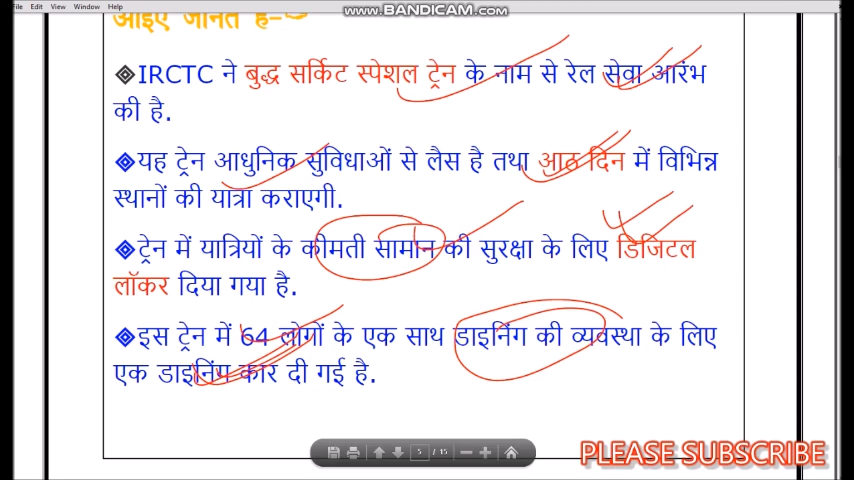 File Edit View Window Help
www.BANDICAM.com
आइए जानते हैं-
IRCTC ने बुद्ध सर्किट स्पेशल ट्रेन के नाम से रेल सेवा आरंभ
की है.
यह ट्रेन आधुनिक सुविधाओं से लैस है तथा आठ दिन में विभिन्न
स्थानों की यात्रा कराएगी.
ट्रेन में यात्रियों के कीमती सामान की सुरक्षा के लिए डिजिटल
लॉकर दिया गया है.
इस ट्रेन में 64 लोगों के एक साथ डाइनिंग की व्यवस्था के लिए
एक डाइनिंग कार दी गई है.
5 / 15
PLEASE SUBSCRIBE